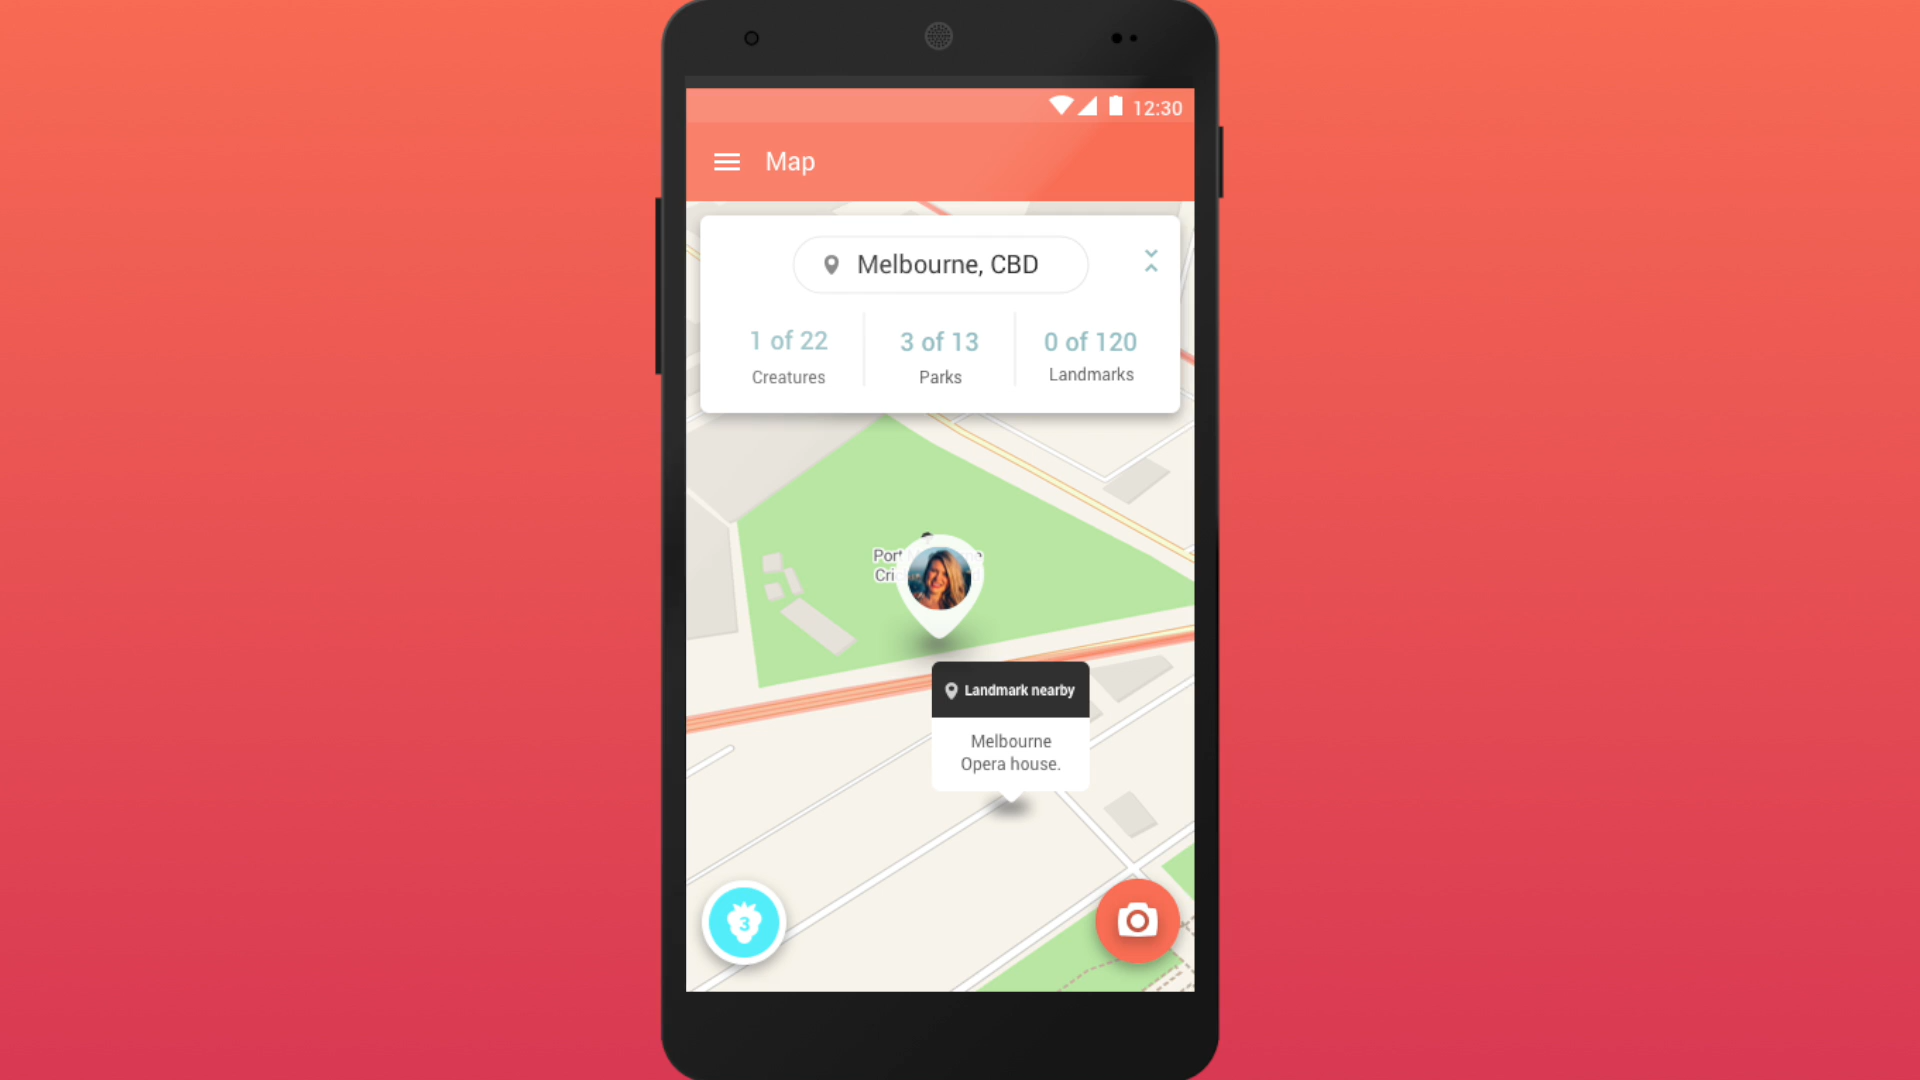 12:30
Map
Melbourne, CBD
1 of 22
3 of 13
0 of 120
Creatures
Parks
Landmarks
Port
Landmark nearby
Melbourne
Opera house.
3